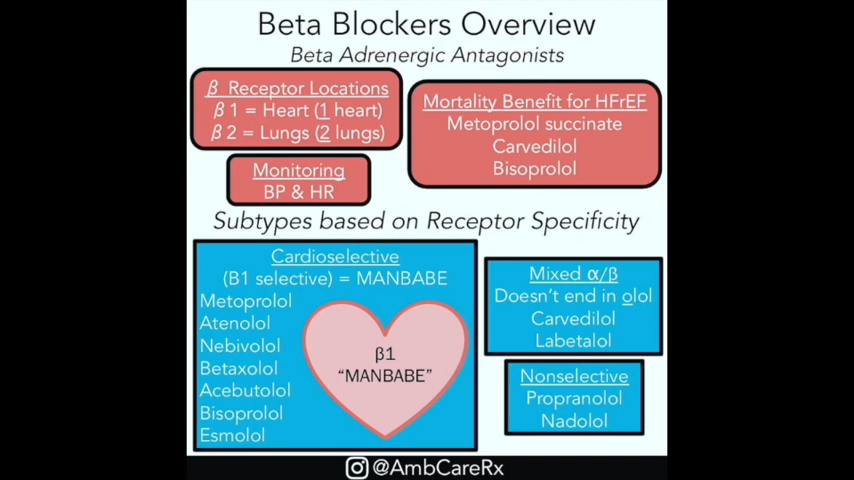 Beta Blockers Overview
Beta Adrenergic Antagonists
β Receptor Locations
β 1 = Heart (1 heart)
β 2 = Lungs (2 lungs)
Mortality Benefit for HFrEF
Metoprolol succinate
Carvedilol
Bisoprolol
Monitoring
BP & HR
Subtypes based on Receptor Specificity
Cardioselective
(B1 selective) = MANBABE
Metoprolol
Atenolol
Nebivolol
Betaxolol
Acebutolol
Bisoprolol
Esmolol
β1
“MANBABE”
Mixed α/β
Doesn’t end in olol
Carvedilol
Labetalol
Nonselective
Propranolol
Nadolol
@AmbCareRx